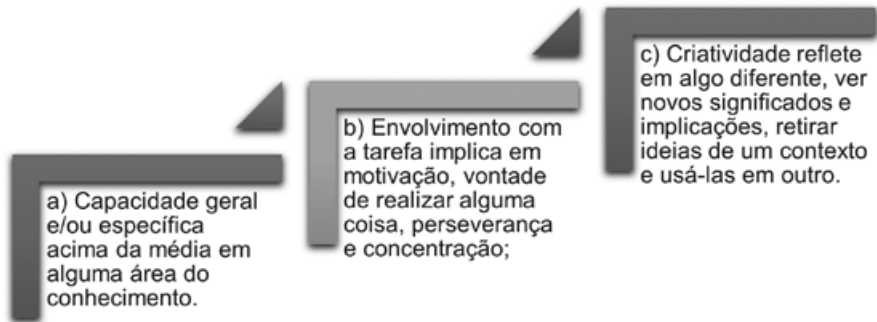 a) Capacidade geral
e/ou específica
acima da média em
alguma área do
conhecimento.
b) Envolvimento com
a tarefa implica em
motivação, vontade
de realizar alguma
coisa, perseverança
e concentração;
c) Criatividade reflete
em algo diferente, ver
novos significados e
implicações, retirar
ideias de um contexto
e usá-las em outro.